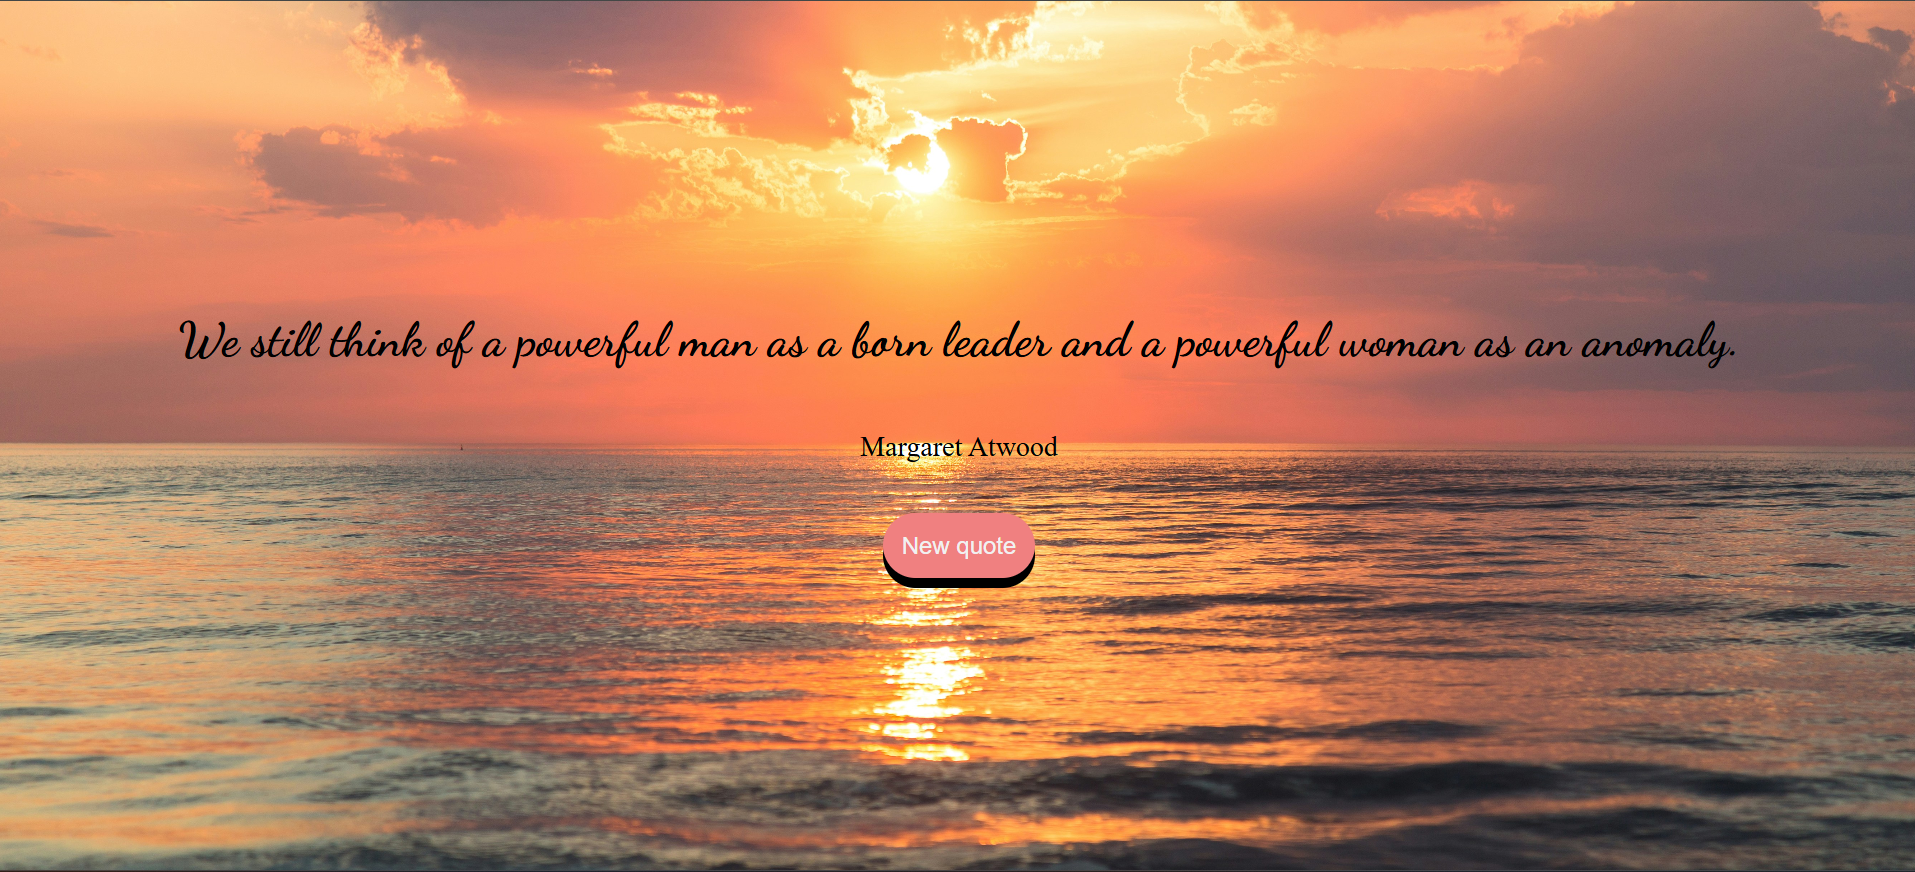 We still think of a powerful man as a born leader and a powerful woman as an anomaly.
Margaret Atwood
New quote